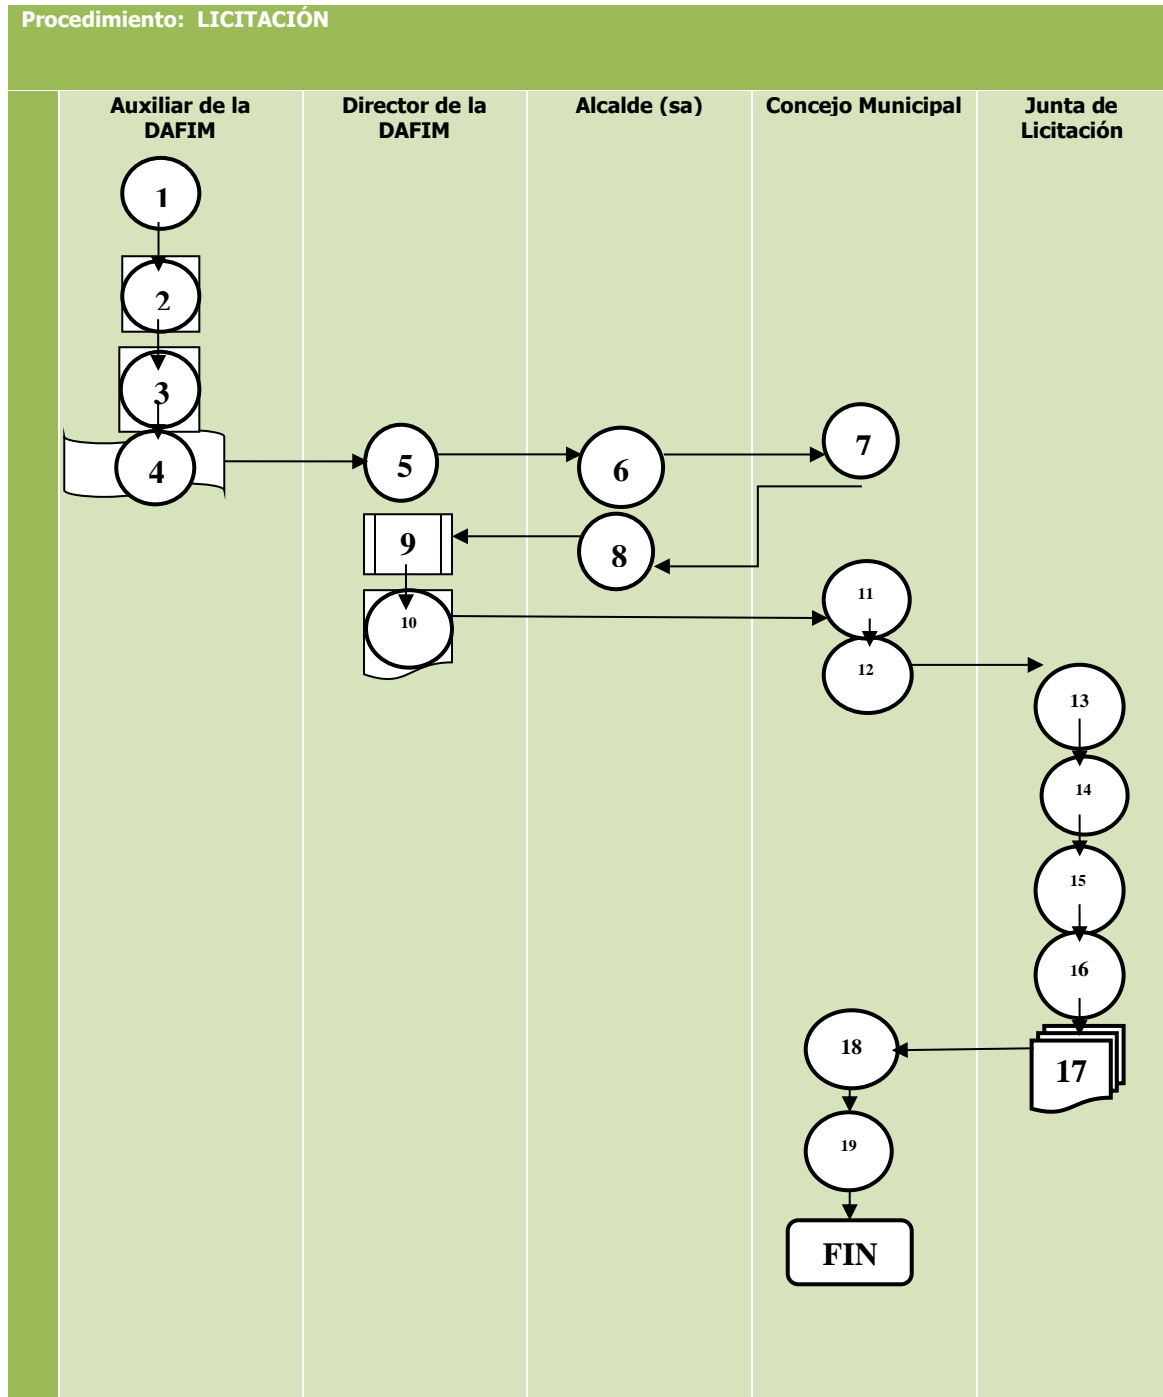 Procedimiento: LICITACIÓN
Auxiliar de la DAFIM
Director de la DAFIM
Alcalde (sa)
Concejo Municipal
Junta de Licitación
1
2
3
4
5
6
7
8
9
10
11
12
13
14
15
16
17
18
19
FIN